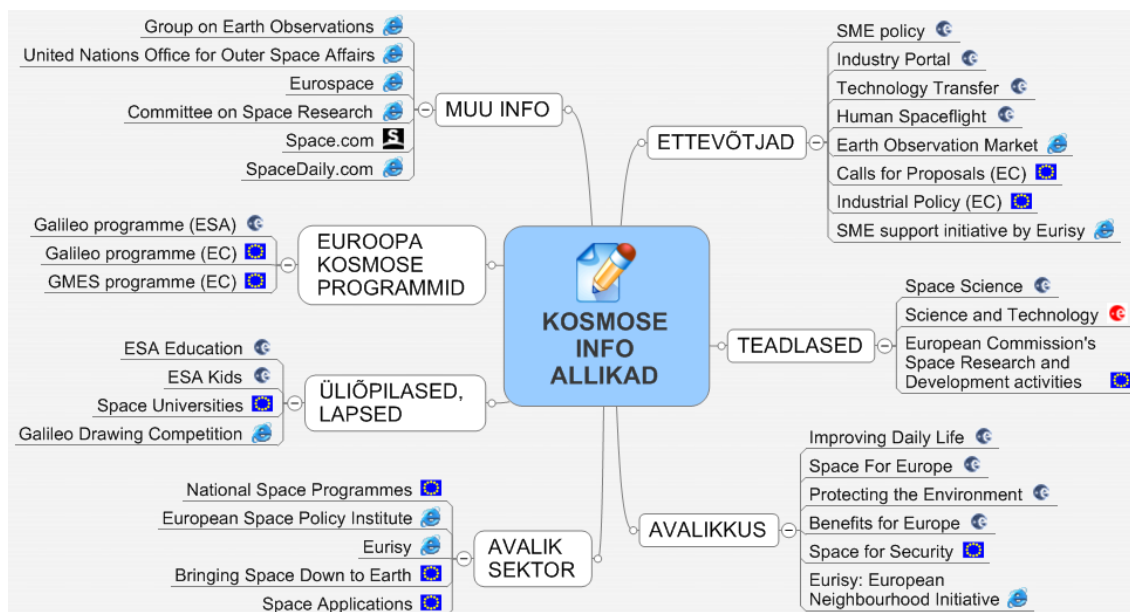 KOSMOSE
INFO
ALLIKAD
MUU INFO
Group on Earth Observations
United Nations Office for Outer Space Affairs
Eurospace
Committee on Space Research
Space.com
S
SpaceDaily.com
EUROOPA
KOSMOSE
PROGRAMMID
Galileo programme (ESA)
Galileo programme (EC)
GMES programme (EC)
ÜLIÕPILASED,
LAPSED
ESA Education
ESA Kids
Space Universities
Galileo Drawing Competition
AVALIK
SEKTOR
National Space Programmes
European Space Policy Institute
Eurisy
Bringing Space Down to Earth
Space Applications
ETTEVÕTJAD
SME policy
Industry Portal
Technology Transfer
Human Spaceflight
Earth Observation Market
Calls for Proposals (EC)
Industrial Policy (EC)
SME support initiative by Eurisy
TEADLASED
Space Science
Science and Technology
European Commission's
Space Research and
Development activities
AVALIKKUS
Improving Daily Life
Space For Europe
Protecting the Environment
Benefits for Europe
Space for Security
Eurisy: European
Neighbourhood Initiative